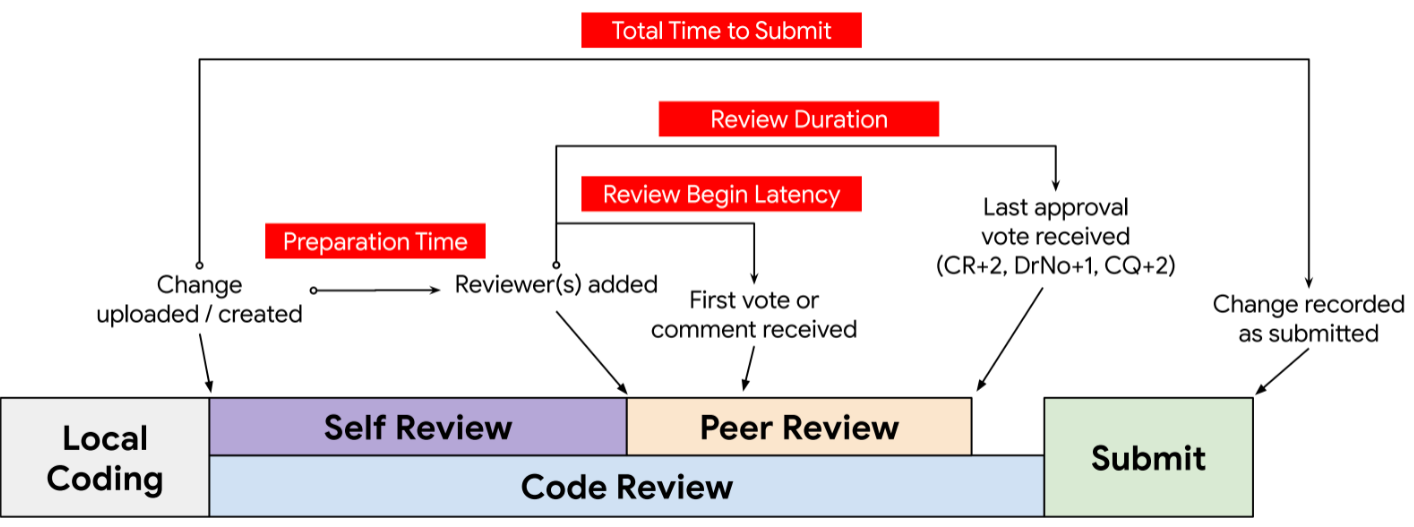 Total Time to Submit
Review Duration
Review Begin Latency
Preparation Time
Change
uploaded / created
Reviewer(s) added
First vote or
comment received
Last approval
vote received
(CR+2, DrNo+1, CQ+2)
Change recorded
as submitted
Local
Coding
Self Review
Peer Review
Code Review
Submit